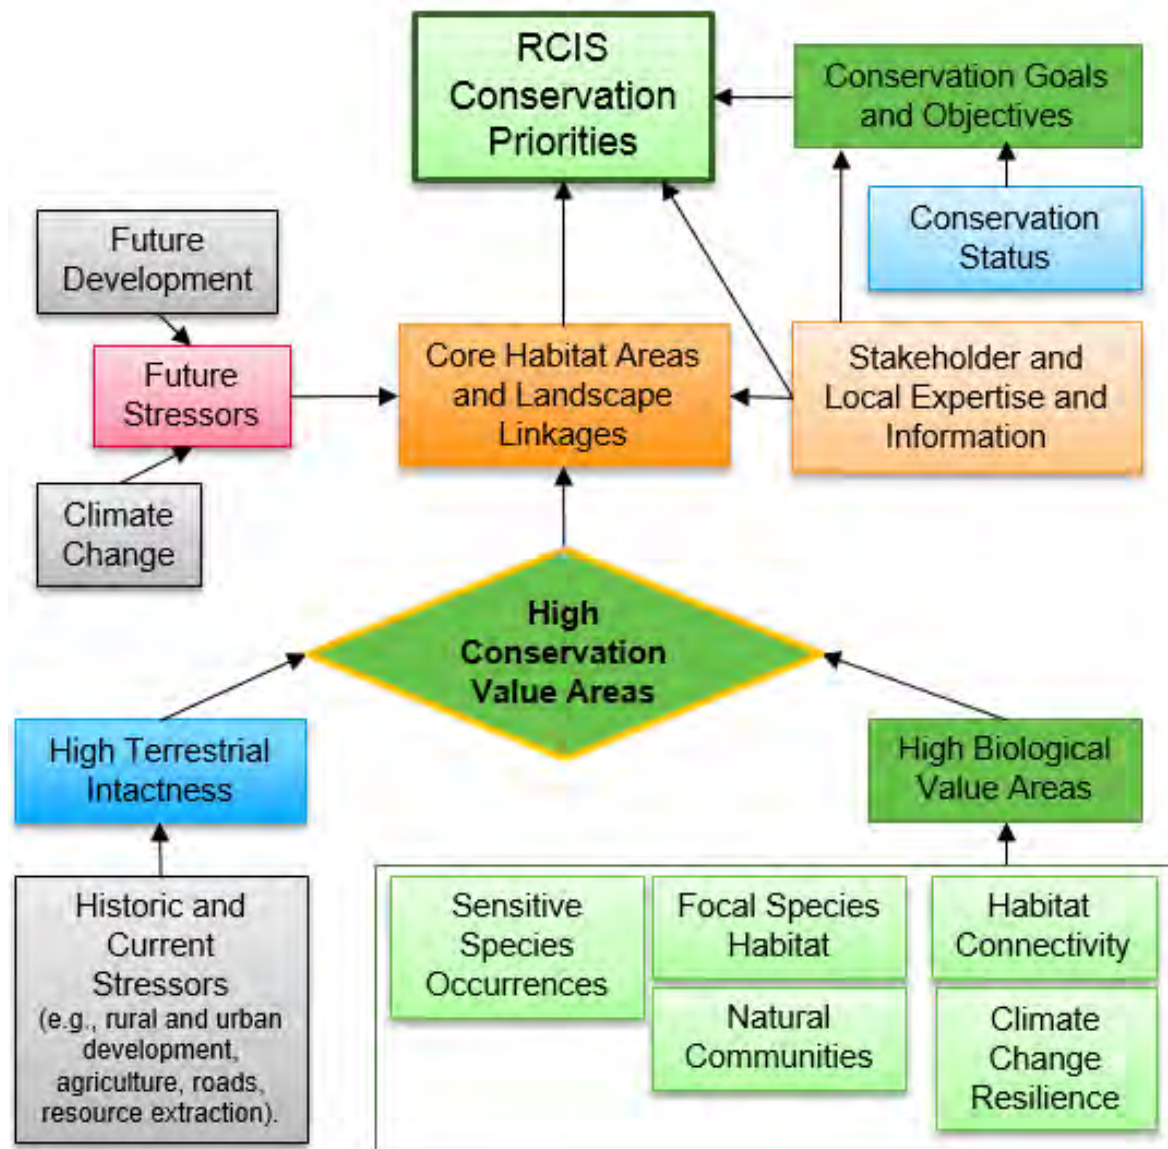 RCIS
Conservation
Priorities
Conservation Goals
and Objectives
Conservation
Status
Future
Development
Future
Stressors
Climate
Change
Core Habitat Areas
and Landscape
Linkages
Stakeholder and
Local Expertise and
Information
High
Conservation
Value Areas
High Terrestrial
Intactness
High Biological
Value Areas
Historic and
Current
Stressors
(e.g., rural and urban
development,
agriculture, roads,
resource extraction).
Sensitive
Species
Occurrences
Focal Species
Habitat
Natural
Communities
Habitat
Connectivity
Climate
Change
Resilience